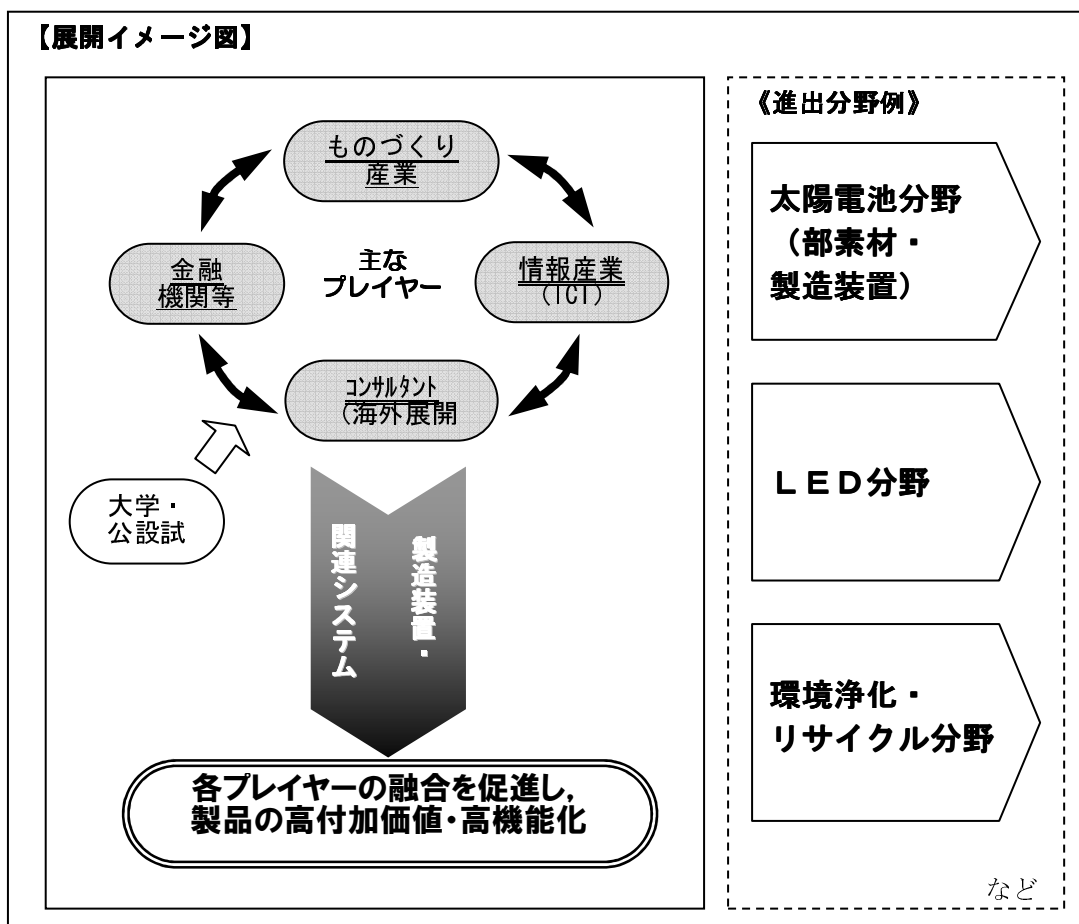 【展開イメージ図】
ものづくり
産業
金融
機関等
主な
プレイヤー
情報産業
(ICT)
コンサルタント
(海外展開
大学・
公設試
製造装置・
関連システム
各プレイヤーの融合を促進し,
製品の高付加価値・高機能化
《進出分野例》
太陽電池分野
(部素材・
製造装置)
LED分野
環境浄化・
リサイクル分野
など